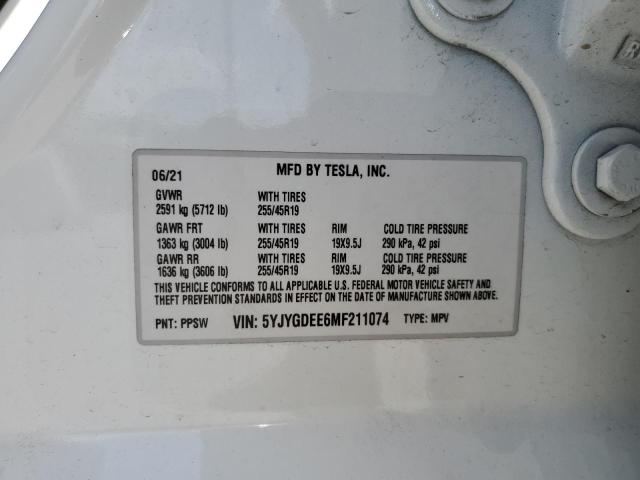 06/21 MFD BY TESLA, INC.
GVWR WITH TIRES
2591 kg (5712 lb) 255/45R19
GAWR FRT WITH TIRES RIM COLD TIRE PRESSURE
1363 kg (3004 lb) 255/45R19 19X9.5J 290 kPa, 42 psi
GAWR RR WITH TIRES RIM COLD TIRE PRESSURE
1636 kg (3606 lb) 255/45R19 19X9.5J 290 kPa, 42 psi
THIS VEHICLE CONFORMS TO ALL APPLICABLE U.S. FEDERAL MOTOR VEHICLE SAFETY AND
THEFT PREVENTION STANDARDS IN EFFECT ON THE DATE OF MANUFACTURE SHOWN ABOVE.
PNT: PPSW VIN: 5YJYGDEE6MF211074 TYPE: MPV